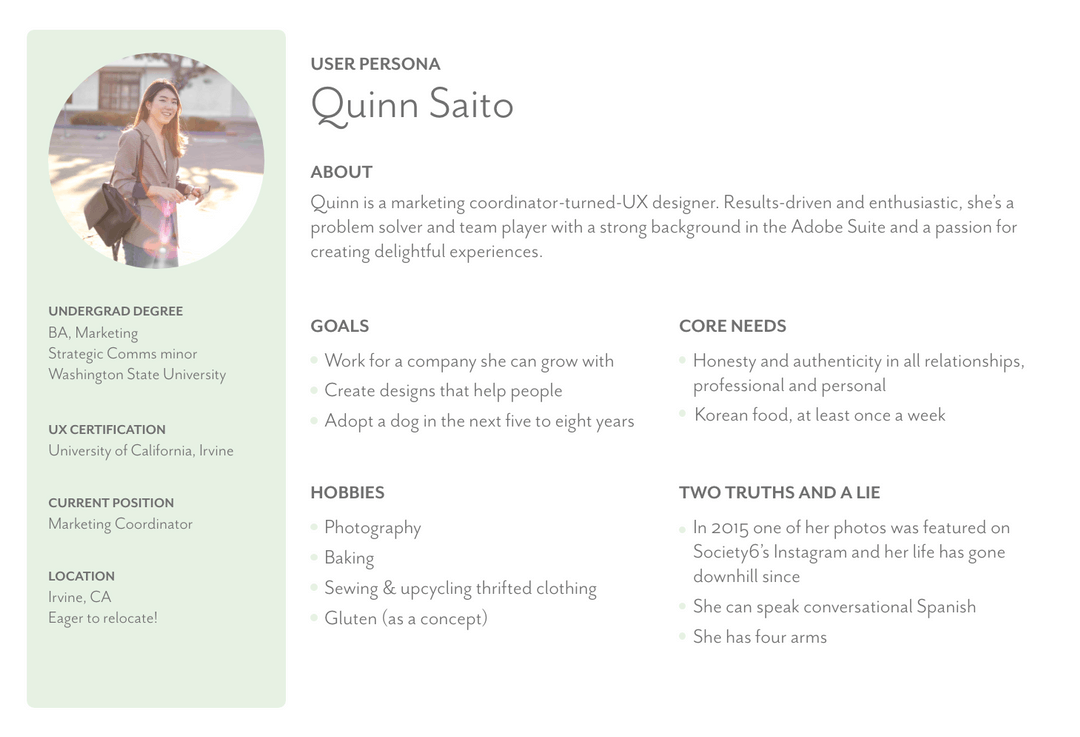 USER PERSONA
Quinn Saito
ABOUT
Quinn is a marketing coordinator-turned-UX designer. Results-driven and enthusiastic, she’s a
problem solver and team player with a strong background in the Adobe Suite and a passion for
creating delightful experiences.
UNDERGRAD DEGREE
BA, Marketing
Strategic Comms minor
Washington State University
UX CERTIFICATION
University of California, Irvine
CURRENT POSITION
Marketing Coordinator
LOCATION
Irvine, CA
Eager to relocate!
GOALS
Work for a company she can grow with
Create designs that help people
Adopt a dog in the next five to eight years
CORE NEEDS
Honesty and authenticity in all relationships,
professional and personal
Korean food, at least once a week
HOBBIES
Photography
Baking
Sewing & upcycling thrifted clothing
Gluten (as a concept)
TWO TRUTHS AND A LIE
In 2015 one of her photos was featured on
Society6’s Instagram and her life has gone
downhill since
She can speak conversational Spanish
She has four arms